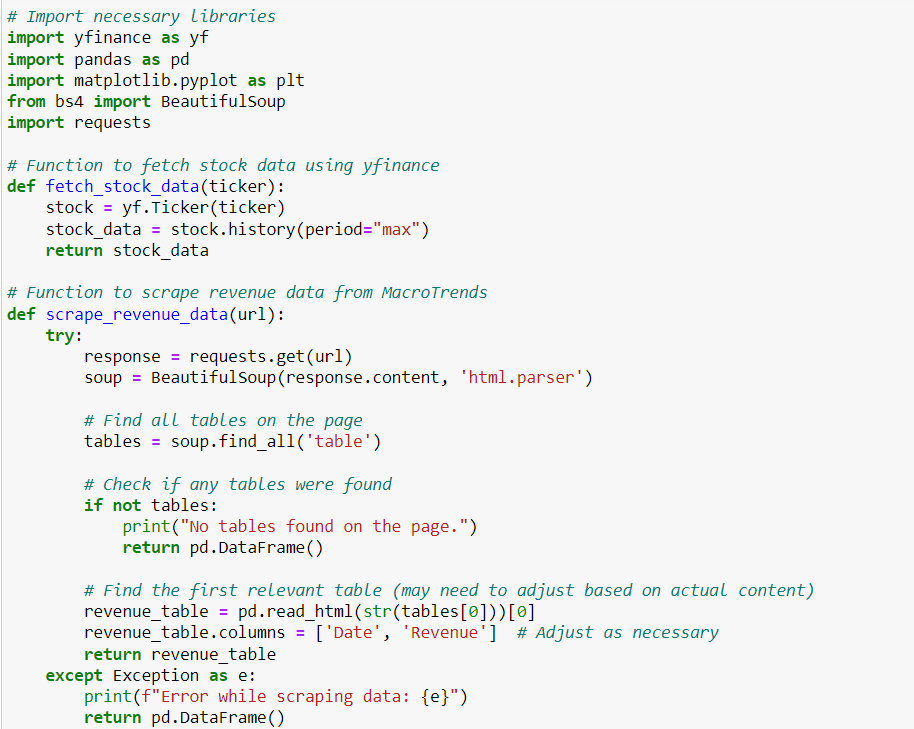 # Import necessary libraries
import yfinance as yf
import pandas as pd
import matplotlib.pyplot as plt
from bs4 import BeautifulSoup
import requests

# Function to fetch stock data using yfinance
def fetch_stock_data(ticker):
    stock = yf.Ticker(ticker)
    stock_data = stock.history(period="max")
    return stock_data

# Function to scrape revenue data from MacroTrends
def scrape_revenue_data(url):
    try:
        response = requests.get(url)
        soup = BeautifulSoup(response.content, 'html.parser')

        # Find all tables on the page
        tables = soup.find_all('table')

        # Check if any tables were found
        if not tables:
            print("No tables found on the page.")
            return pd.DataFrame()

        # Find the first relevant table (may need to adjust based on actual content)
        revenue_table = pd.read_html(str(tables[0]))[0]
        revenue_table.columns = ['Date', 'Revenue']  # Adjust as necessary
        return revenue_table
    except Exception as e:
        print(f"Error while scraping data: {e}")
        return pd.DataFrame()